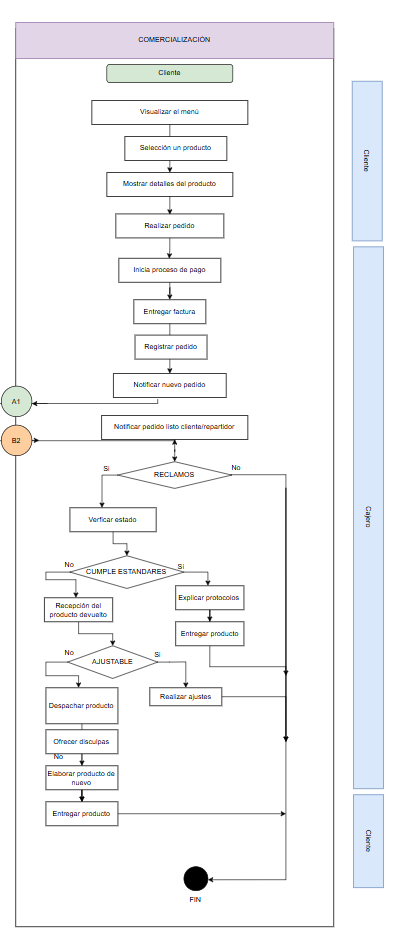 COMERCIALIZACIÓN
Cliente
Visualizar el menú
Selección un producto
Mostrar detalles del producto
Cliente
Realizar pedido
Inicia proceso de pago
Entregar factura
Registrar pedido
Notificar nuevo pedido
A1
Notificar pedido listo cliente/repartidor
B2
Si
RECLAMOS
No
Cajero
Verficar estado
No
CUMPLE ESTANDARES
Si
Explicar protocolos
Recepción del
producto devuelto
Entregar producto
No
AJUSTABLE
Si
Realizar ajustes
Despachar producto
Ofrecer disculpas
No
Elaborar producto de
nuevo
Entregar producto
Cliente
FIN